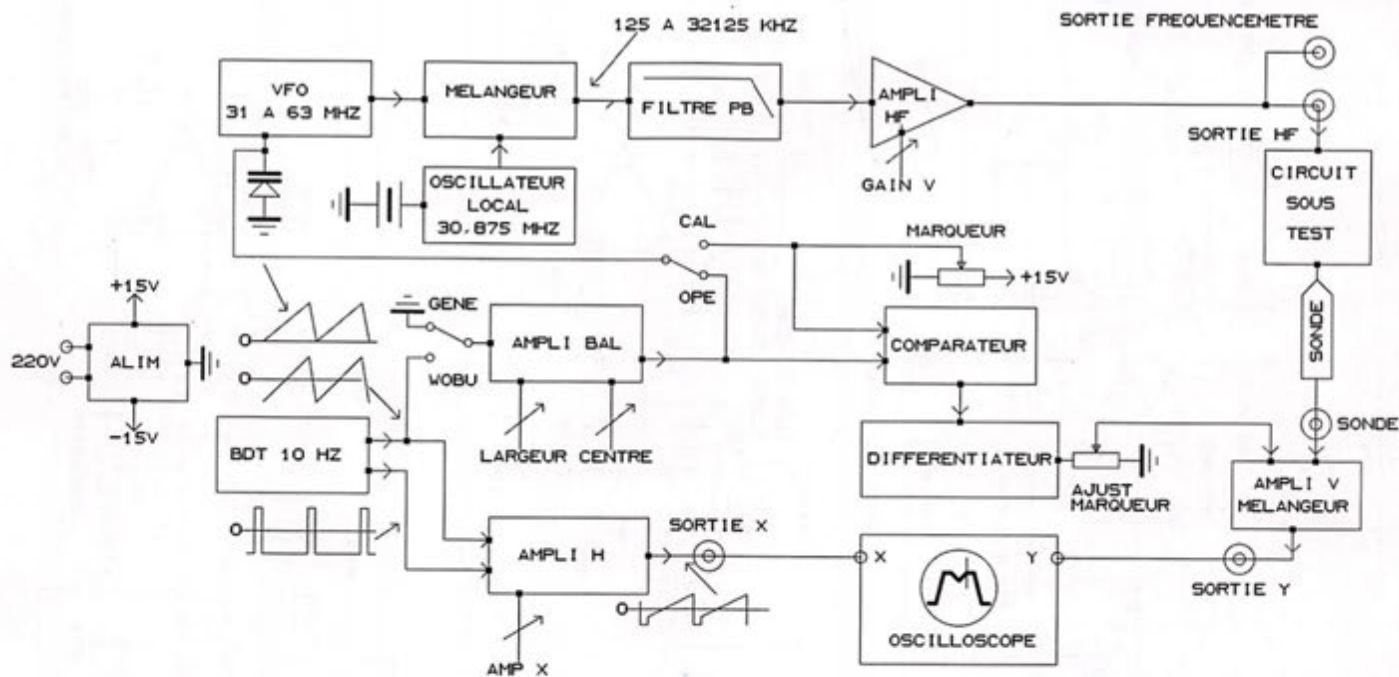 125 A 32125 KHZ
SORTIE FREQUENCEMETRE
VFO
31 A 63 MHZ
MELANGEUR
FILTRE PB
AMPLI
HF
SORTIE HF
GAIN V
OSCILLATEUR
LOCAL
30,875 MHZ
CIRCUIT
SOUS
TEST
CAL
OPE
MARQUEUR
+15V
+15V
220V
ALIM
-15V
GENE
WOBU
AMPLI BAL
COMPARATEUR
SONDE
SONDE
LARGEUR CENTRE
BDT 10 HZ
DIFFERENTIATEUR
AJUST
MARQUEUR
AMPLI V
MELANGEUR
AMPLI H
SORTIE X
X
Y
OSCILLOSCOPE
SORTIE Y
AMP X